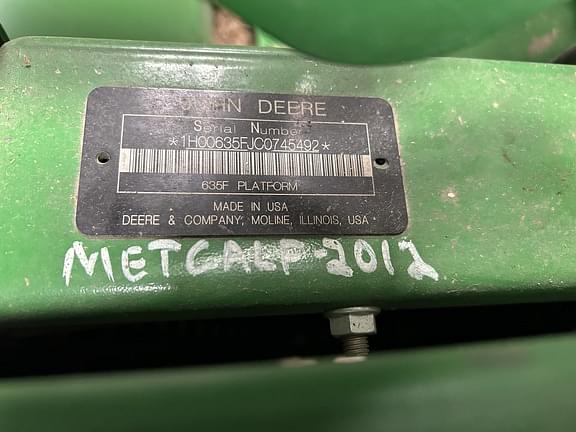 JOHN DEERE
Serial Number
*1H00635FJC0745492*
635F PLATFORM
MADE IN USA
DEERE & COMPANY, MOLINE, ILLINOIS, USA
METCALF-2012